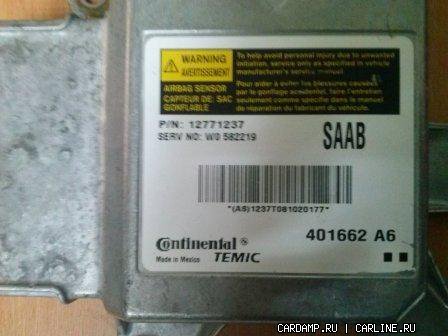 WARNING
AVERTISSEMENT
AIRBAG SENSOR
CAPTEUR DE SAC
GONFLABLE
To help avoid personal injury due to unwanted
initiation, service only as specified in vehicle
manufacturer's service manual.
Pour aider à éviter les blessures causées
par le gonflage accidentel, faire l'entretien
seulement comme spécifié dans le manuel
de réparation du fabricant du véhicule.
P/N: 12771237
SERV NO: W0 582219
SAAB
*(AS)1237T081020177*
Continental TEMIC
Made in Mexico
401662 A6
CARDAMP.RU | CARLINE.RU